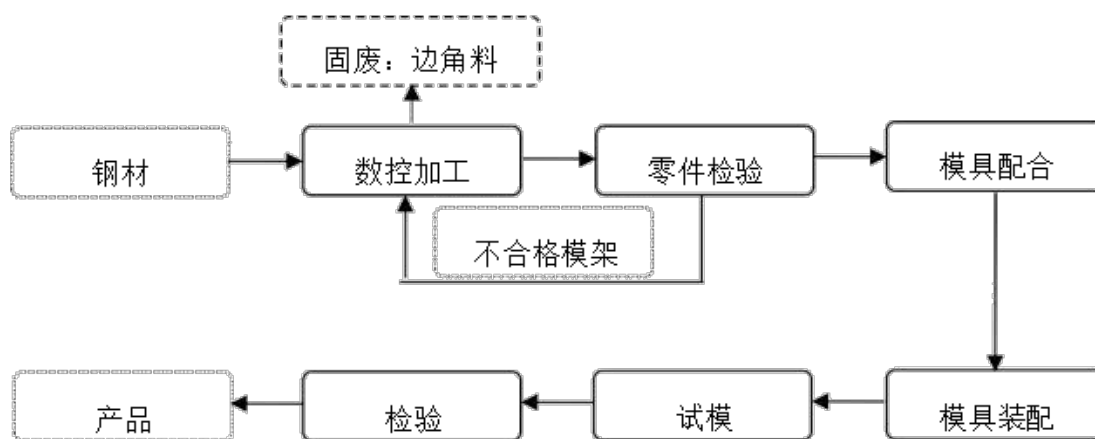 固废：边角料
钢材
数控加工
零件检验
模具配合
不合格模架
产品
检验
试模
模具装配